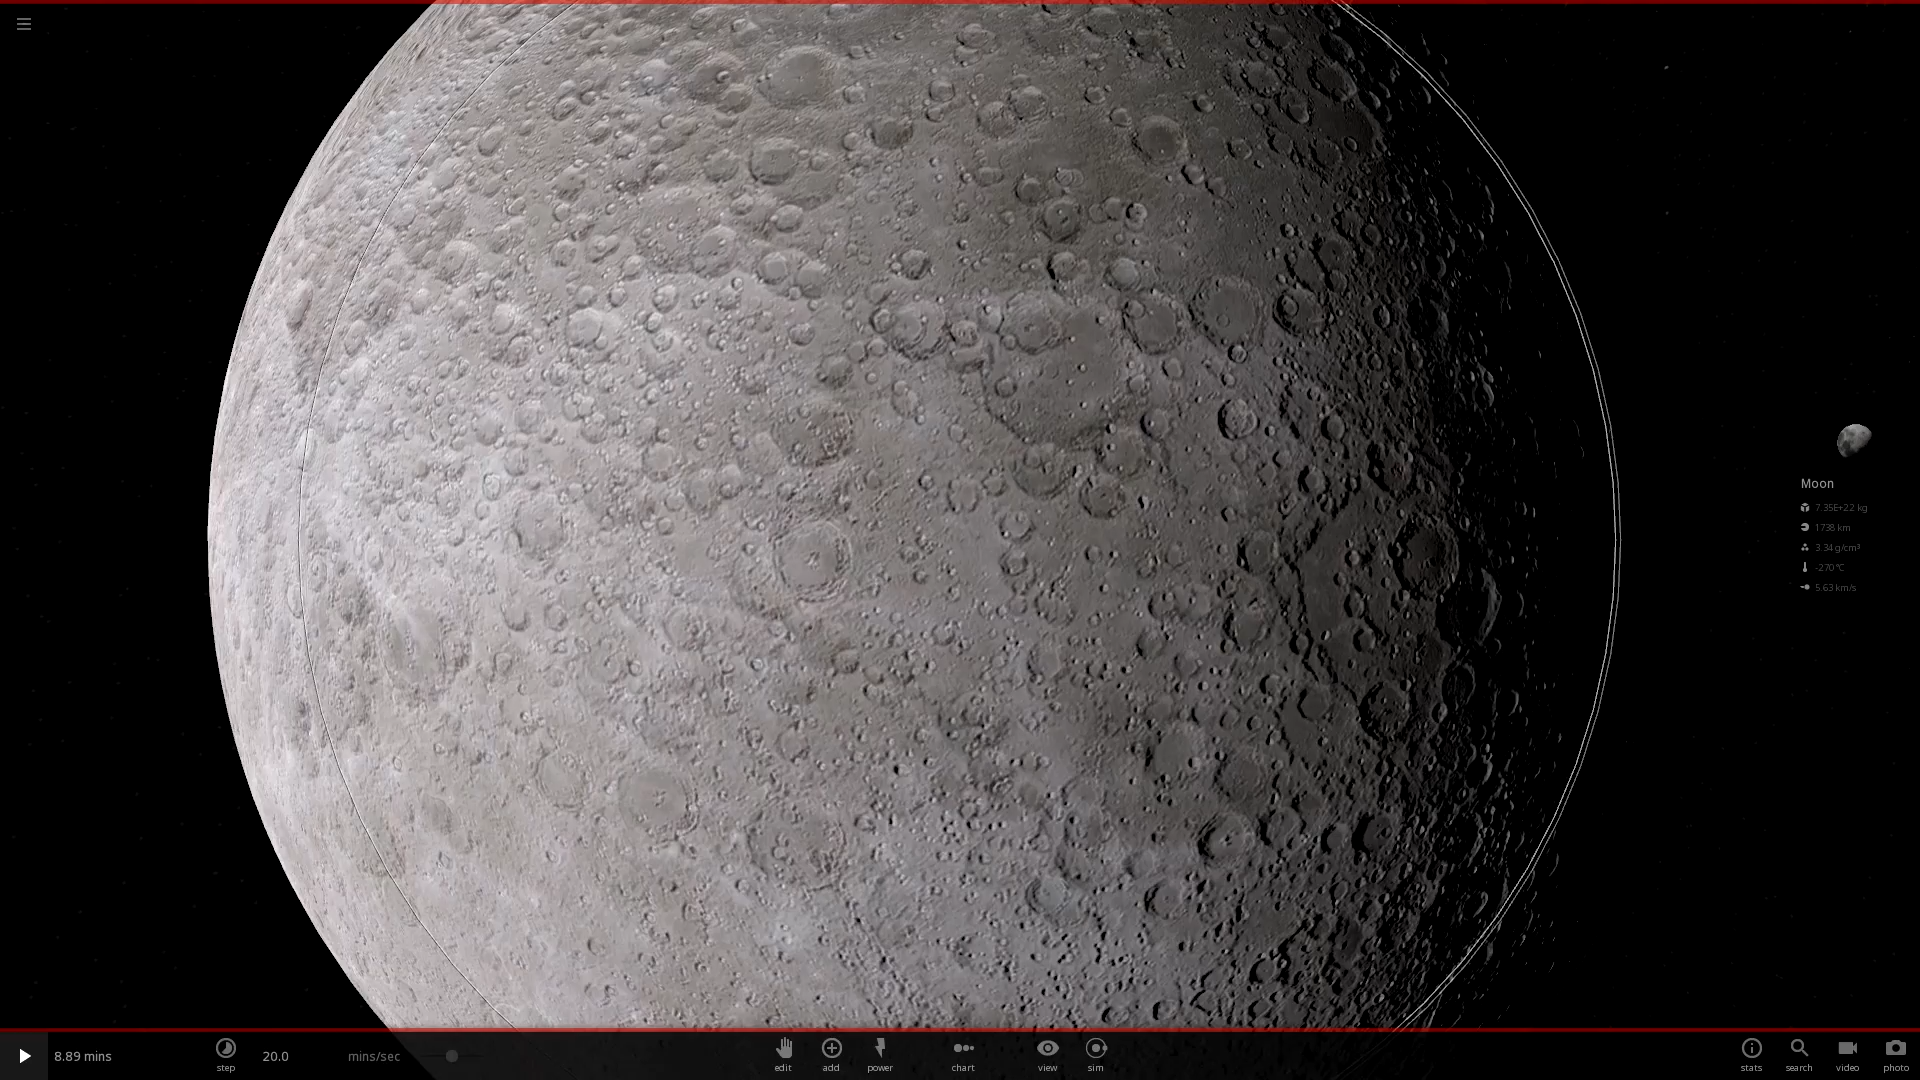 Moon
7.35E+22 kg
1738 km
3.34 g/cm³
-270 °C
5.63 km/s
8.89 mins
step
20.0
mins/sec
edit
add
power
chart
view
sim
stats
search
video
photo